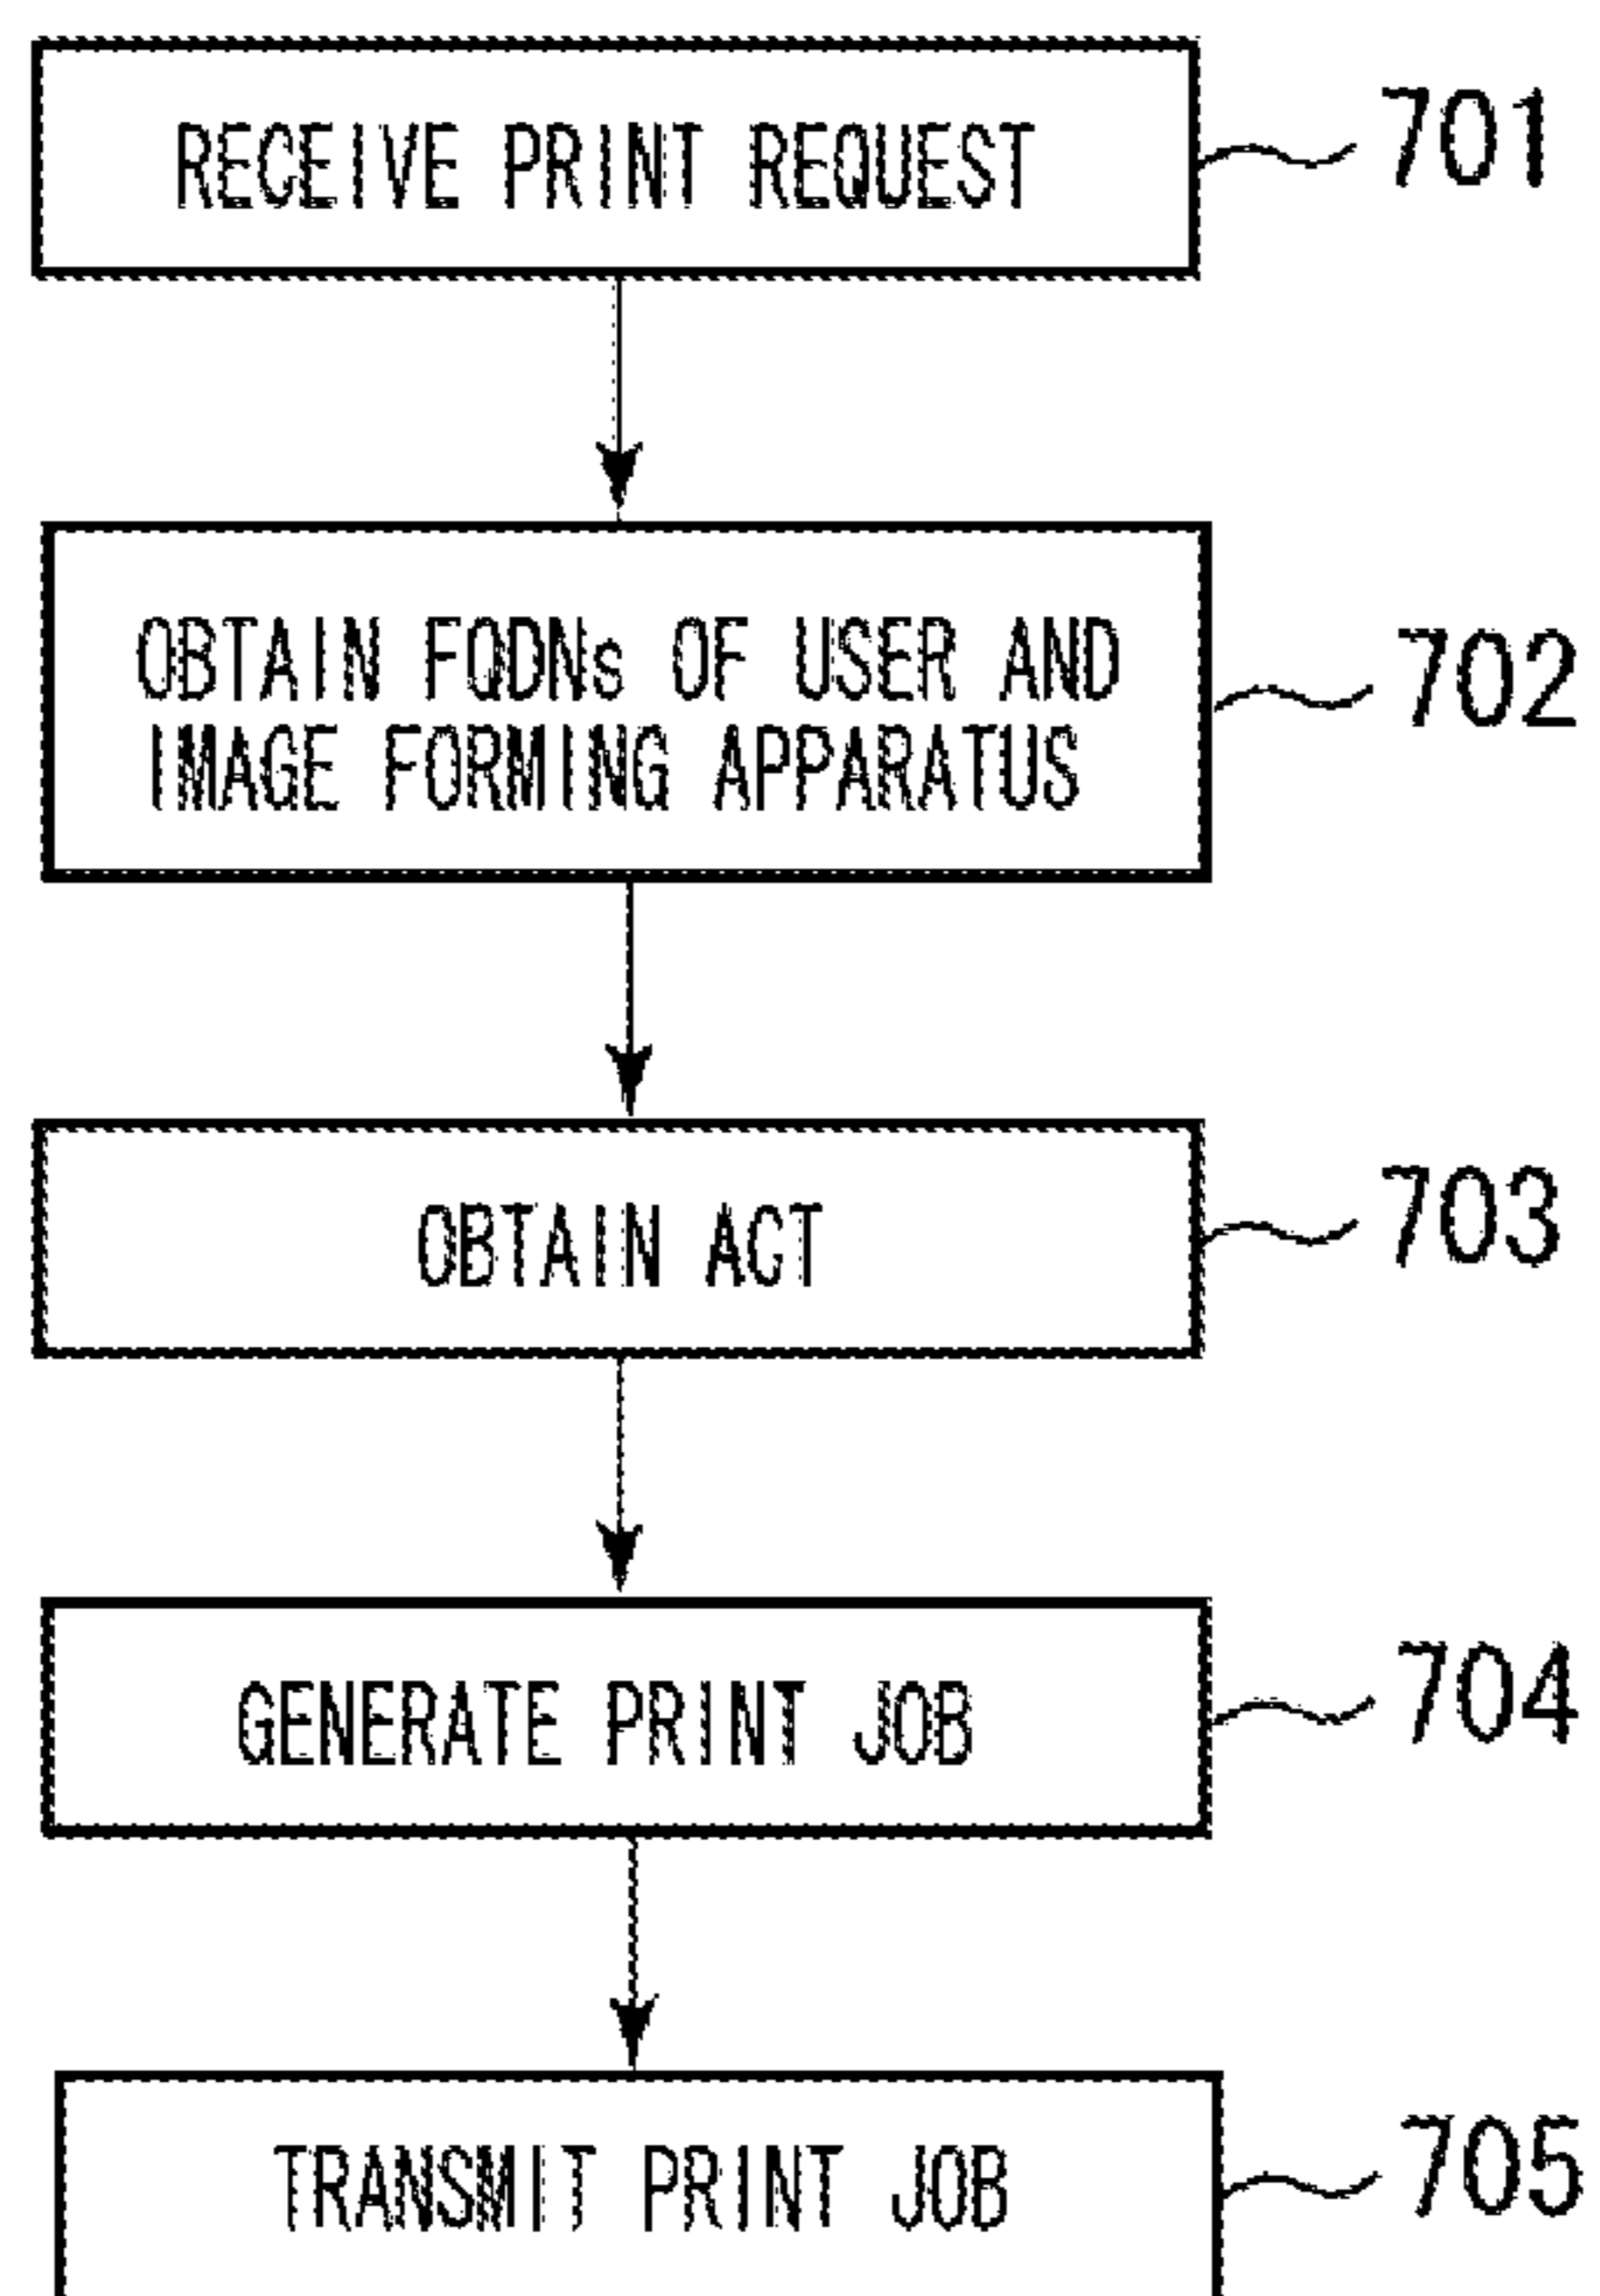 RECEIVE PRINT REQUEST
701
OBTAIN FQDNs OF USER AND
IMAGE FORMING APPARATUS
702
OBTAIN ACT
703
GENERATE PRINT JOB
704
TRANSMIT PRINT JOB
705